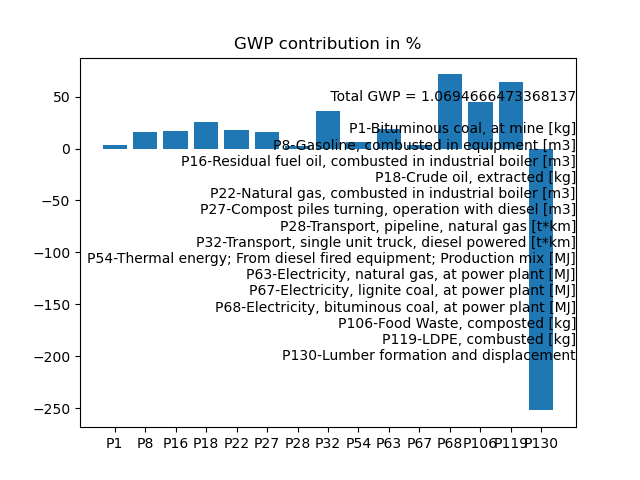 GWP contribution in %
50
0
−50
−100
−150
−200
−250
Total GWP = 1.0694666473368137
P1-Bituminous coal, at mine [kg]
P8-Gasoline, combusted in equipment [m3]
P16-Residual fuel oil, combusted in industrial boiler [m3]
P18-Crude oil, extracted [kg]
P22-Natural gas, combusted in industrial boiler [m3]
P27-Compost piles turning, operation with diesel [m3]
P28-Transport, pipeline, natural gas [t*km]
P32-Transport, single unit truck, diesel powered [t*km]
P54-Thermal energy; From diesel fired equipment; Production mix [MJ]
P63-Electricity, natural gas, at power plant [MJ]
P67-Electricity, lignite coal, at power plant [MJ]
P68-Electricity, bituminous coal, at power plant [MJ]
P106-Food Waste, composted [kg]
P119-LDPE, combusted [kg]
P130-Lumber formation and displacement
P1 P8 P16 P18 P22 P27 P28 P32 P54 P63 P67 P68 P106 P119 P130